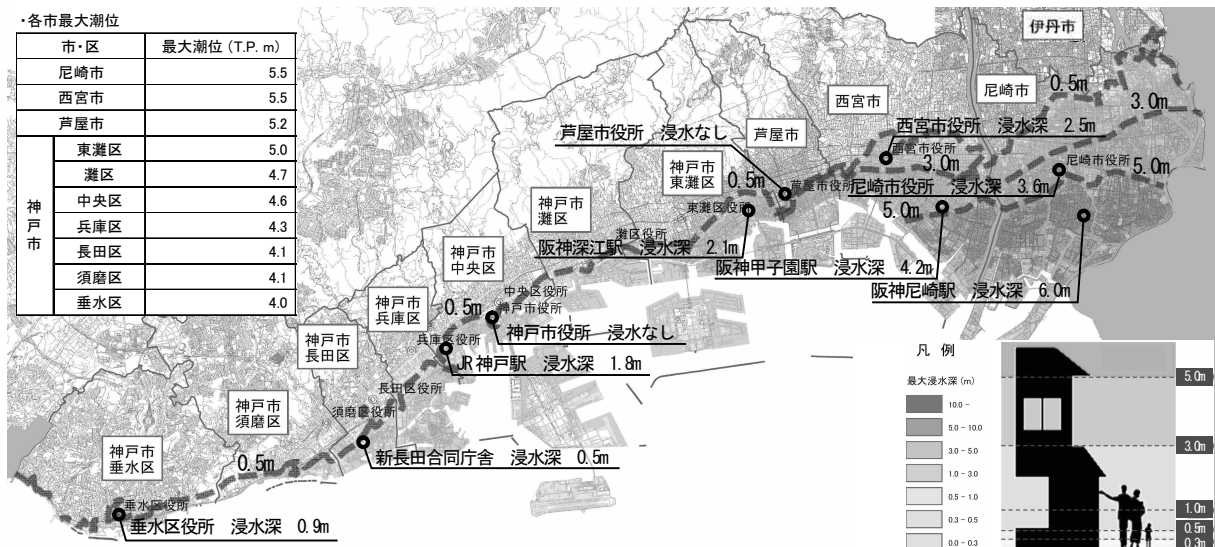 ・各市最大潮位
市・区 最大潮位 (T.P. m)
尼崎市 5.5
西宮市 5.5
芦屋市 5.2
神戸市
東灘区 5.0
灘区 4.7
中央区 4.6
兵庫区 4.3
長田区 4.1
須磨区 4.1
垂水区 4.0
伊丹市
尼崎市
0.5m
3.0m
西宮市
西宮市役所 浸水深 2.5m
西宮市役所
3.0m
芦屋市役所 浸水なし
芦屋市
芦屋市役所
尼崎市役所
5.0m
尼崎市役所 浸水深 3.6m
5.0m
神戸市
東灘区
0.5m
東灘区役所
神戸市
灘区
灘区役所
阪神深江駅 浸水深 2.1m
阪神甲子園駅 浸水深 4.2m
阪神尼崎駅 浸水深 6.0m
神戸市
中央区
中央区役所
神戸市役所
神戸市役所 浸水なし
神戸市
兵庫区
0.5m
兵庫区役所
JR神戸駅 浸水深 1.8m
神戸市
長田区
長田区役所
神戸市
須磨区
須磨区役所
新長田合同庁舎 浸水深 0.5m
神戸市
垂水区
0.5m
垂水区役所
垂水区役所 浸水深 0.9m
凡 例
最大浸水深 (m)
10.0 -
5.0 - 10.0
3.0 - 5.0
1.0 - 3.0
0.5 - 1.0
0.3 - 0.5
0.0 - 0.3
5.0m
3.0m
1.0m
0.5m
0.3m